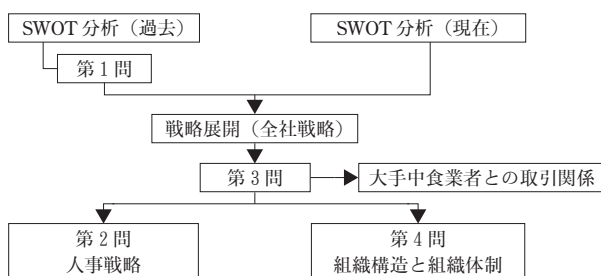 SWOT 分析（過去）
SWOT 分析（現在）
第１問
戦略展開（全社戦略）
第３問
大手中食業者との取引関係
第２問
人事戦略
第４問
組織構造と組織体制